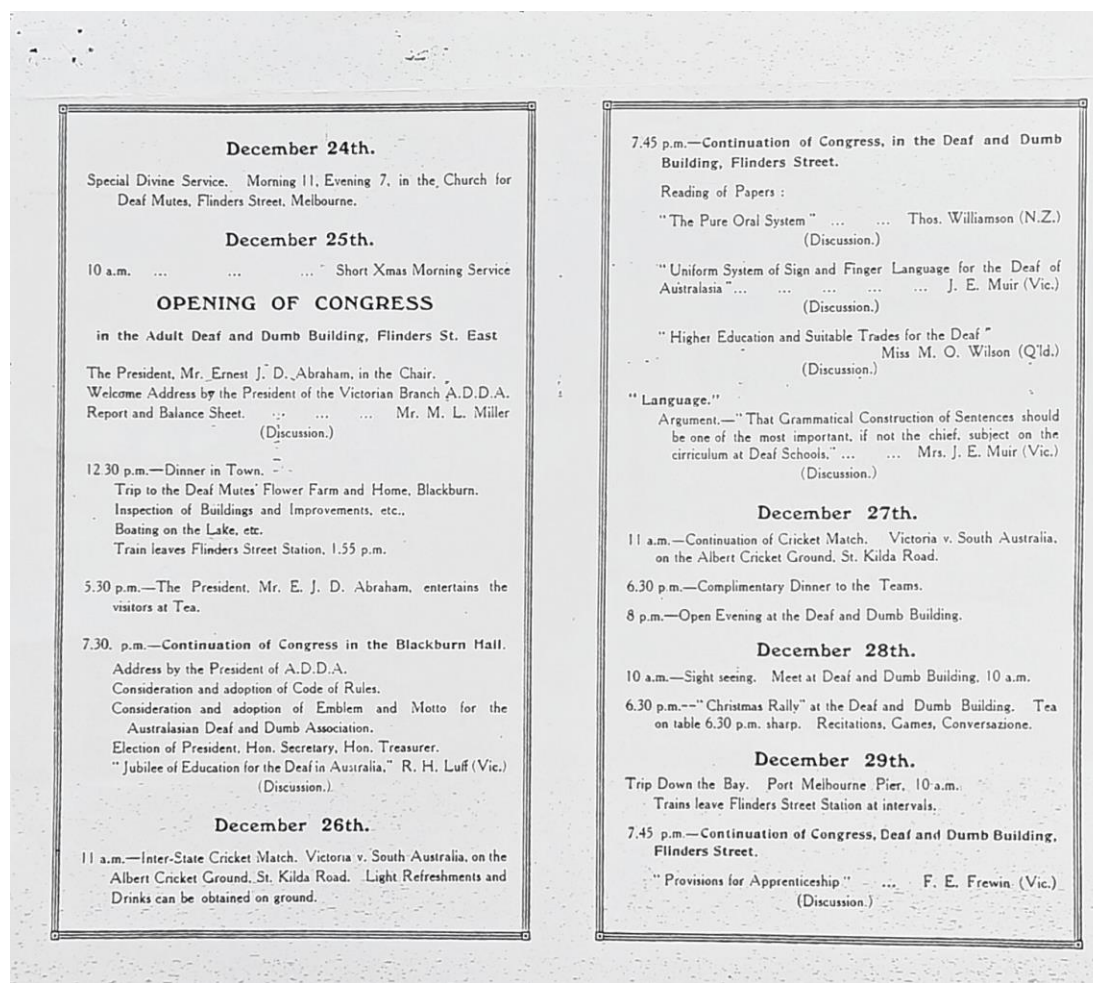 December 24th.
Special Divine Service. Morning 11, Evening 7, in the Church for
Deaf Mutes, Flinders Street, Melbourne.
December 25th.
10 a.m. ... ... ... Short Xmas Morning Service
OPENING OF CONGRESS
in the Adult Deaf and Dumb Building, Flinders St. East
The President, Mr. Ernest J. D. Abraham, in the Chair.
Welcome Address by the President of the Victorian Branch A.D.D.A.
Report and Balance Sheet. ... ... ... Mr. M. L. Miller
(Discussion.)
12.30 p.m.—Dinner in Town.
Trip to the Deaf Mutes' Flower Farm and Home, Blackburn.
Inspection of Buildings and Improvements, etc.,
Boating on the Lake, etc.
Train leaves Flinders Street Station, 1.55 p.m.
5.30 p.m.—The President, Mr. E. J. D. Abraham, entertains the
visitors at Tea.
7.30. p.m.—Continuation of Congress in the Blackburn Hall.
Address by the President of A.D.D.A.
Consideration and adoption of Code of Rules.
Consideration and adoption of Emblem and Motto for the
Australasian Deaf and Dumb Association.
Election of President, Hon. Secretary, Hon. Treasurer.
"Jubilee of Education for the Deaf in Australia," R. H. Luff (Vic.)
(Discussion.)
December 26th.
11 a.m.—Inter-State Cricket Match. Victoria v. South Australia, on the
Albert Cricket Ground, St. Kilda Road. Light Refreshments and
Drinks can be obtained on ground.
7.45 p.m.—Continuation of Congress, in the Deaf and Dumb
Building, Flinders Street.
Reading of Papers :
"The Pure Oral System" ... ... Thos. Williamson (N.Z.)
(Discussion.)
"Uniform System of Sign and Finger Language for the Deaf of
Australasia" ... ... ... ... ... J. E. Muir (Vic.)
(Discussion.)
"Higher Education and Suitable Trades for the Deaf"
Miss M. O. Wilson (Q'ld.)
(Discussion.)
"Language."
Argument.—"That Grammatical Construction of Sentences should
be one of the most important, if not the chief, subject on the
cirriculum at Deaf Schools," ... ... Mrs. J. E. Muir (Vic.)
(Discussion.)
December 27th.
11 a.m.—Continuation of Cricket Match. Victoria v. South Australia,
on the Albert Cricket Ground, St. Kilda Road.
6.30 p.m.—Complimentary Dinner to the Teams.
8 p.m.—Open Evening at the Deaf and Dumb Building.
December 28th.
10 a.m.—Sight seeing. Meet at Deaf and Dumb Building, 10 a.m.
6.30 p.m.--"Christmas Rally" at the Deaf and Dumb Building. Tea
on table 6.30 p.m. sharp. Recitations, Games, Conversazione.
December 29th.
Trip Down the Bay. Port Melbourne Pier, 10 a.m.
Trains leave Flinders Street Station at intervals.
7.45 p.m.—Continuation of Congress, Deaf and Dumb Building,
Flinders Street.
"Provisions for Apprenticeship" ... F. E. Frewin (Vic.)
(Discussion.)